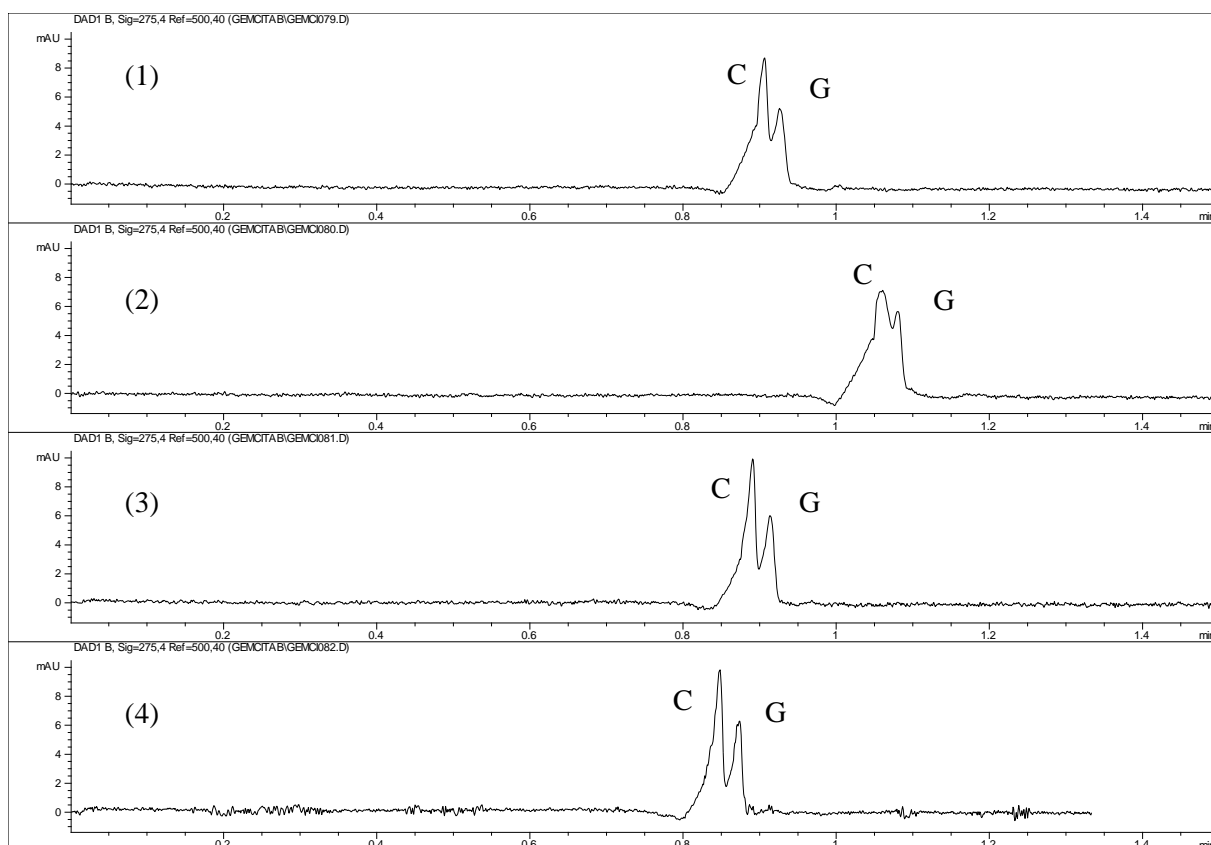 DAD1 B, Sig=275,4 Ref=500,40 (GEMCITAB\GEMCI079.D)
mAU
8
6
4
2
0
(1)
C
G
0.2 0.4 0.6 0.8 1 1.2 1.4 min
DAD1 B, Sig=275,4 Ref=500,40 (GEMCITAB\GEMCI080.D)
mAU
8
6
4
2
0
(2)
C
G
0.2 0.4 0.6 0.8 1 1.2 1.4 min
DAD1 B, Sig=275,4 Ref=500,40 (GEMCITAB\GEMCI081.D)
mAU
8
6
4
2
0
(3)
C
G
0.2 0.4 0.6 0.8 1 1.2 1.4 min
DAD1 B, Sig=275,4 Ref=500,40 (GEMCITAB\GEMCI082.D)
mAU
8
6
4
2
0
(4)
C
G
0.2 0.4 0.6 0.8 1 1.2 1.4 min